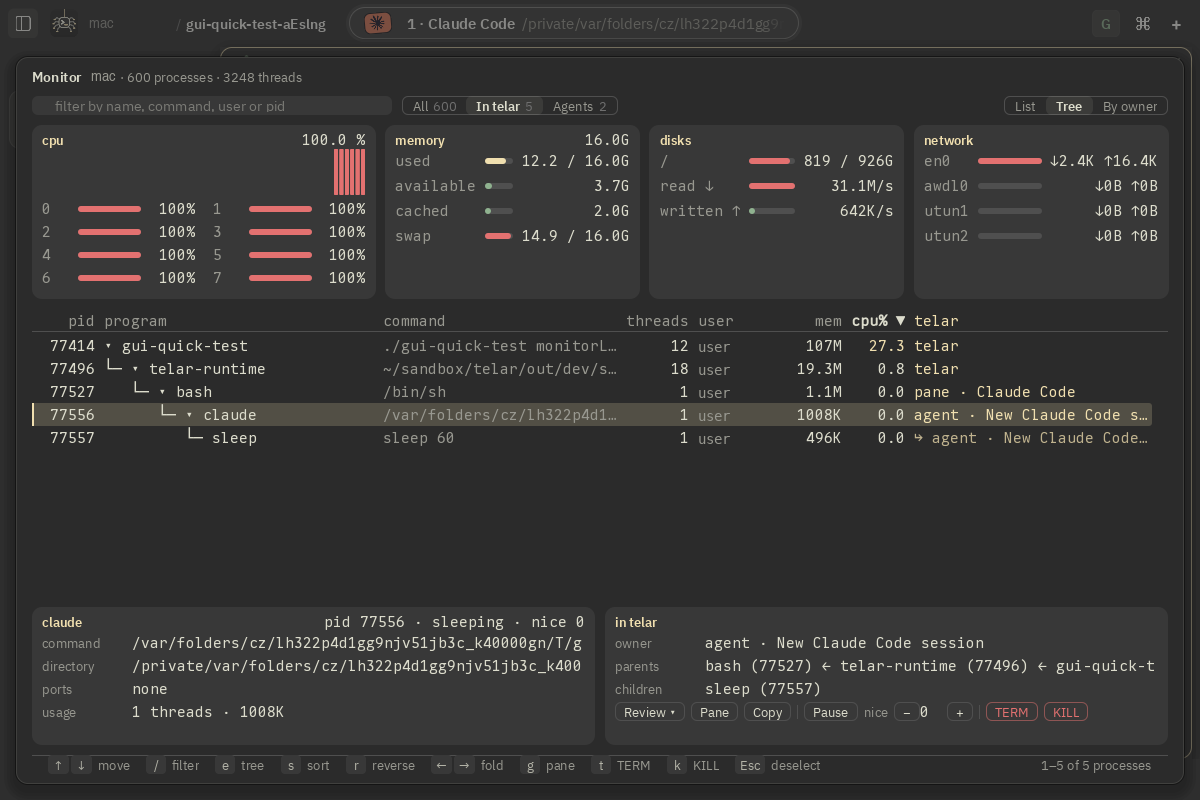 mac / gui-quick-test-aEslng 1 · Claude Code /private/var/folders/cz/lh322p4d1gg9 G ⌘ +
Monitor mac · 600 processes · 3248 threads
filter by name, command, user or pid All 600 In telar 5 Agents 2 List Tree By owner
cpu 100.0 %
0 100% 1 100%
2 100% 3 100%
4 100% 5 100%
6 100% 7 100%
memory 16.0G
used 12.2 / 16.0G
available 3.7G
cached 2.0G
swap 14.9 / 16.0G
disks
/ 819 / 926G
read ↓ 31.1M/s
written ↑ 642K/s
network
en0 ↓2.4K ↑16.4K
awdl0 ↓0B ↑0B
utun1 ↓0B ↑0B
utun2 ↓0B ↑0B
pid program command threads user mem cpu% ▼ telar
77414 ▾ gui-quick-test ./gui-quick-test monitorL… 12 user 107M 27.3 telar
77496 └─ ▾ telar-runtime ~/sandbox/telar/out/dev/s… 18 user 19.3M 0.8 telar
77527 └─ ▾ bash /bin/sh 1 user 1.1M 0.0 pane · Claude Code
77556 └─ ▾ claude /var/folders/cz/lh322p4d1… 1 user 1008K 0.0 agent · New Claude Code s…
77557 └─ sleep sleep 60 1 user 496K 0.0 ↪ agent · New Claude Code…
claude pid 77556 · sleeping · nice 0
command /var/folders/cz/lh322p4d1gg9njv51jb3c_k40000gn/T/g
directory /private/var/folders/cz/lh322p4d1gg9njv51jb3c_k400
ports none
usage 1 threads · 1008K
in telar
owner agent · New Claude Code session
parents bash (77527) ← telar-runtime (77496) ← gui-quick-t
children sleep (77557)
Review ▾ Pane Copy Pause nice − 0 + TERM KILL
↑ ↓ move / filter e tree s sort r reverse ← → fold g pane t TERM k KILL Esc deselect 1–5 of 5 processes